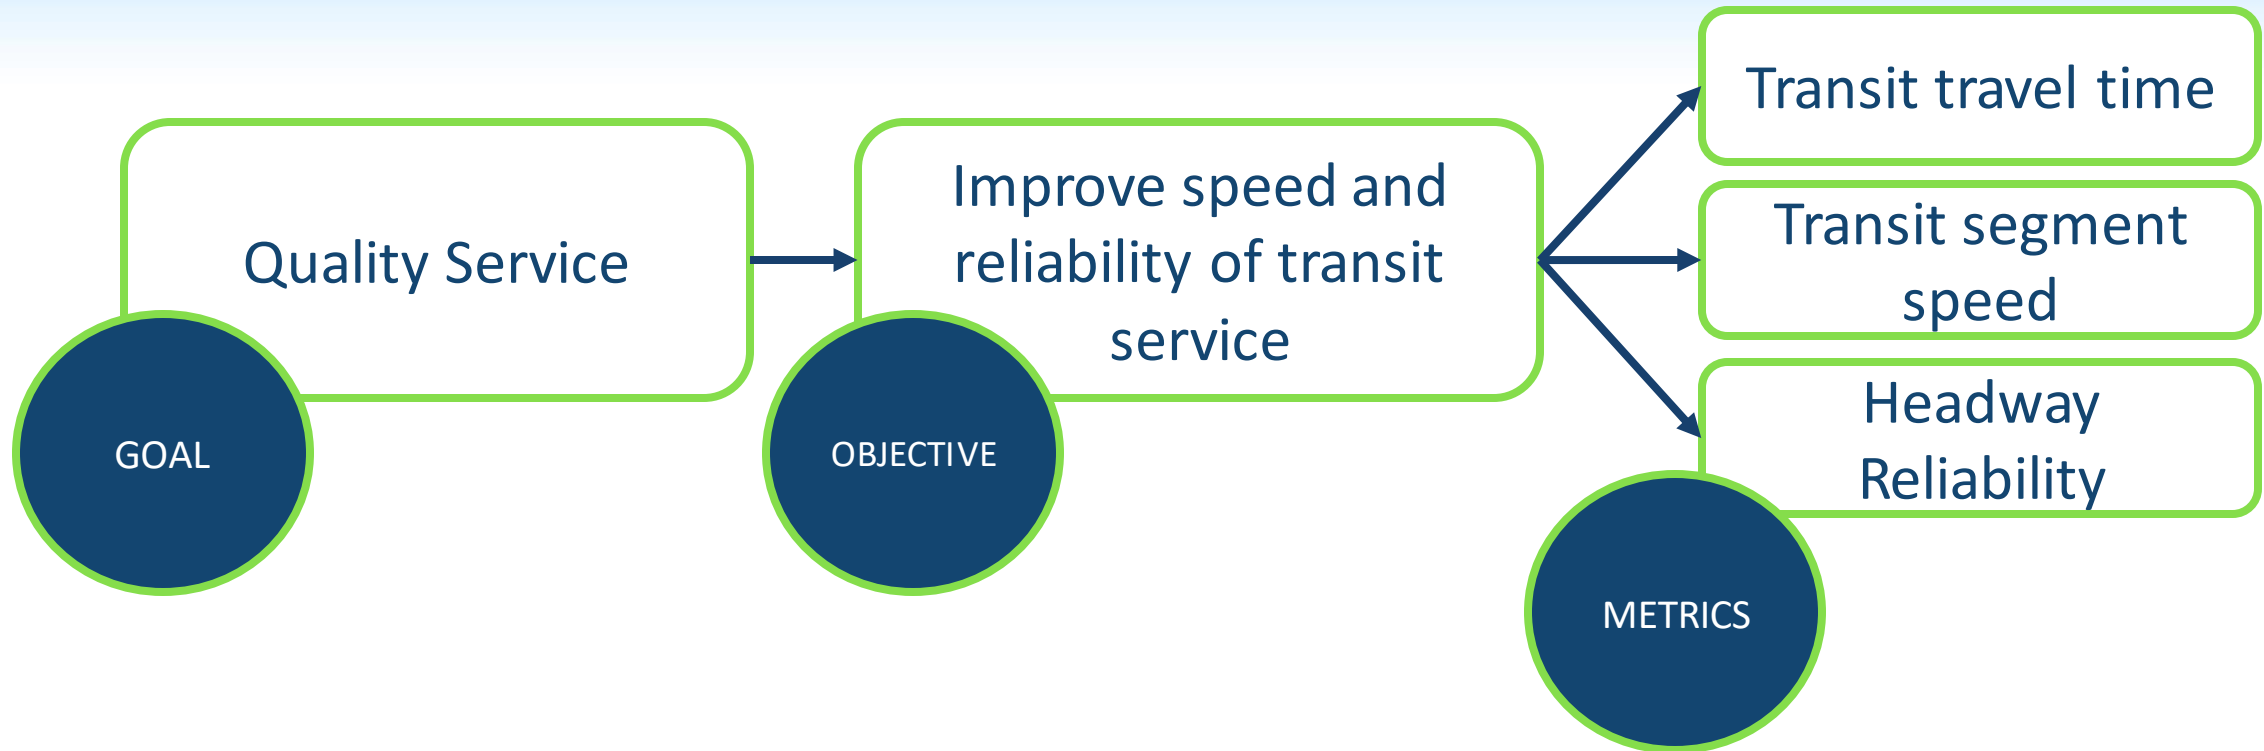 Quality Service
GOAL
Improve speed and
reliability of transit
service
OBJECTIVE
Transit travel time
Transit segment
speed
Headway
Reliability
METRICS